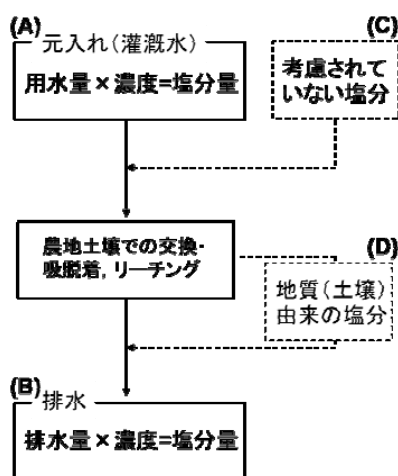 (A)
元入れ(灌漑水)
用水量×濃度=塩分量
(C)
考慮されて
いない塩分
農地土壌での交換・
吸脱着, リーチング
(D)
地質(土壌)
由来の塩分
(B)
排水
排水量×濃度=塩分量